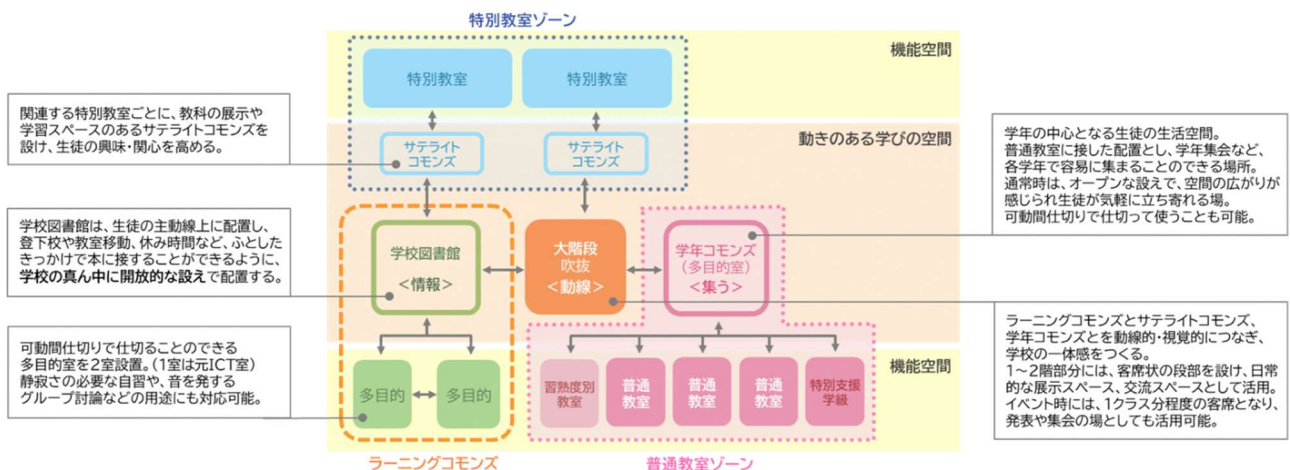 特別教室ゾーン
機能空間
特別教室
特別教室
関連する特別教室ごとに、教科の展示や
学習スペースのあるサテライトコモンズを
設け、生徒の興味・関心を高める。
動きのある学びの空間
サテライト
コモンズ
サテライト
コモンズ
学年の中心となる生徒の生活空間。
普通教室に接した配置とし、学年集会など、
各学年で容易に集まることのできる場所。
通常時は、オープンな設えで、空間の広がりが
感じられ生徒が気軽に立ち寄れる場。
可動間仕切りで仕切って使うことも可能。
学校図書館は、生徒の主動線上に配置し、
登下校や教室移動、休み時間など、ふとした
きっかけで本に接することができるように、
学校の真ん中に開放的な設えで配置する。
学校図書館
<情報>
大階段
吹抜
<動線>
学年コモンズ
(多目的室)
<集う>
ラーニングコモンズとサテライトコモンズ、
学年コモンズとを動線的・視覚的につなぎ、
学校の一体感をつくる。
1～2階部分には、客席状の段部を設け、日常
的な展示スペース、交流スペースとして活用。
イベント時には、1クラス分程度の客席となり、
発表や集会の場としても活用可能。
可動間仕切りで仕切ることのできる
多目的室を2室設置。(1室は元ICT室)
静寂さの必要な自習や、音を発する
グループ討論などの用途にも対応可能。
機能空間
多目的
多目的
習熟度別
教室
普通
教室
普通
教室
普通
教室
特別支援
学級
ラーニングコモンズ
普通教室ゾーン